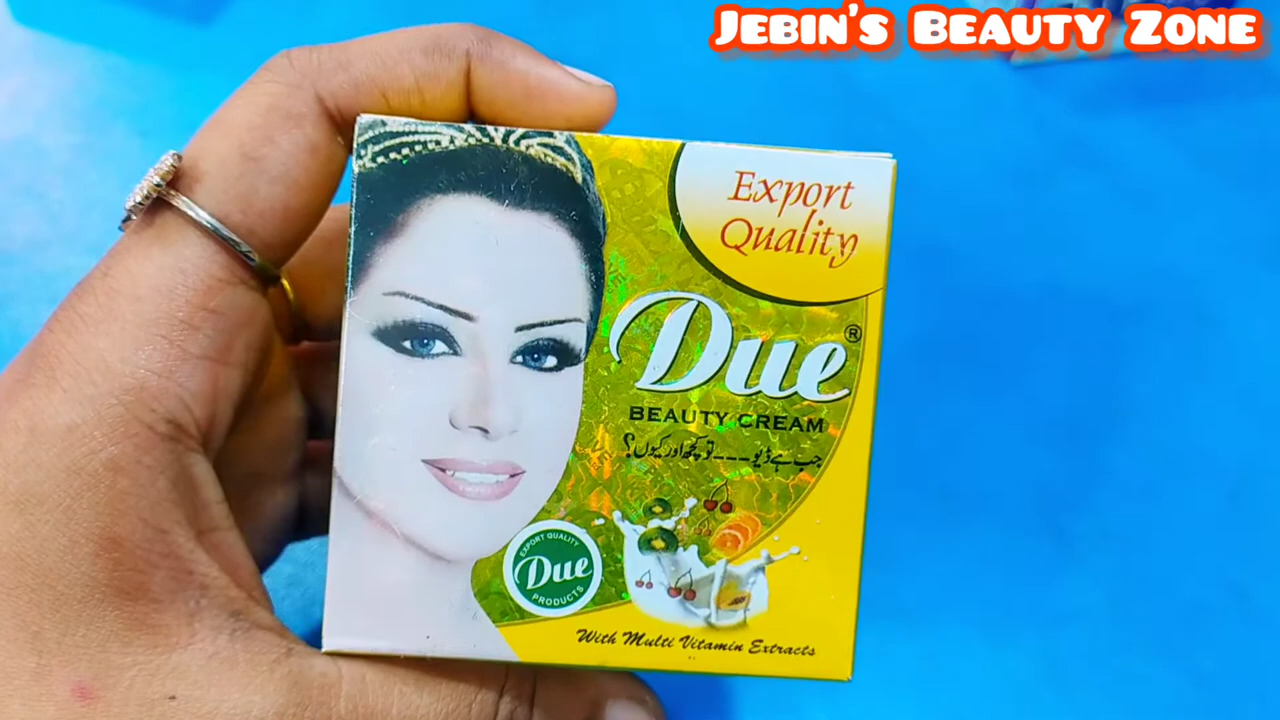 JEBIN'S BEAUTY ZONE
Export
Quality
Due®
BEAUTY CREAM
جب ہے ڈیو---تو کچھ اور کیوں؟
EXPORT QUALITY
Due
PRODUCTS
With Multi Vitamin Extracts